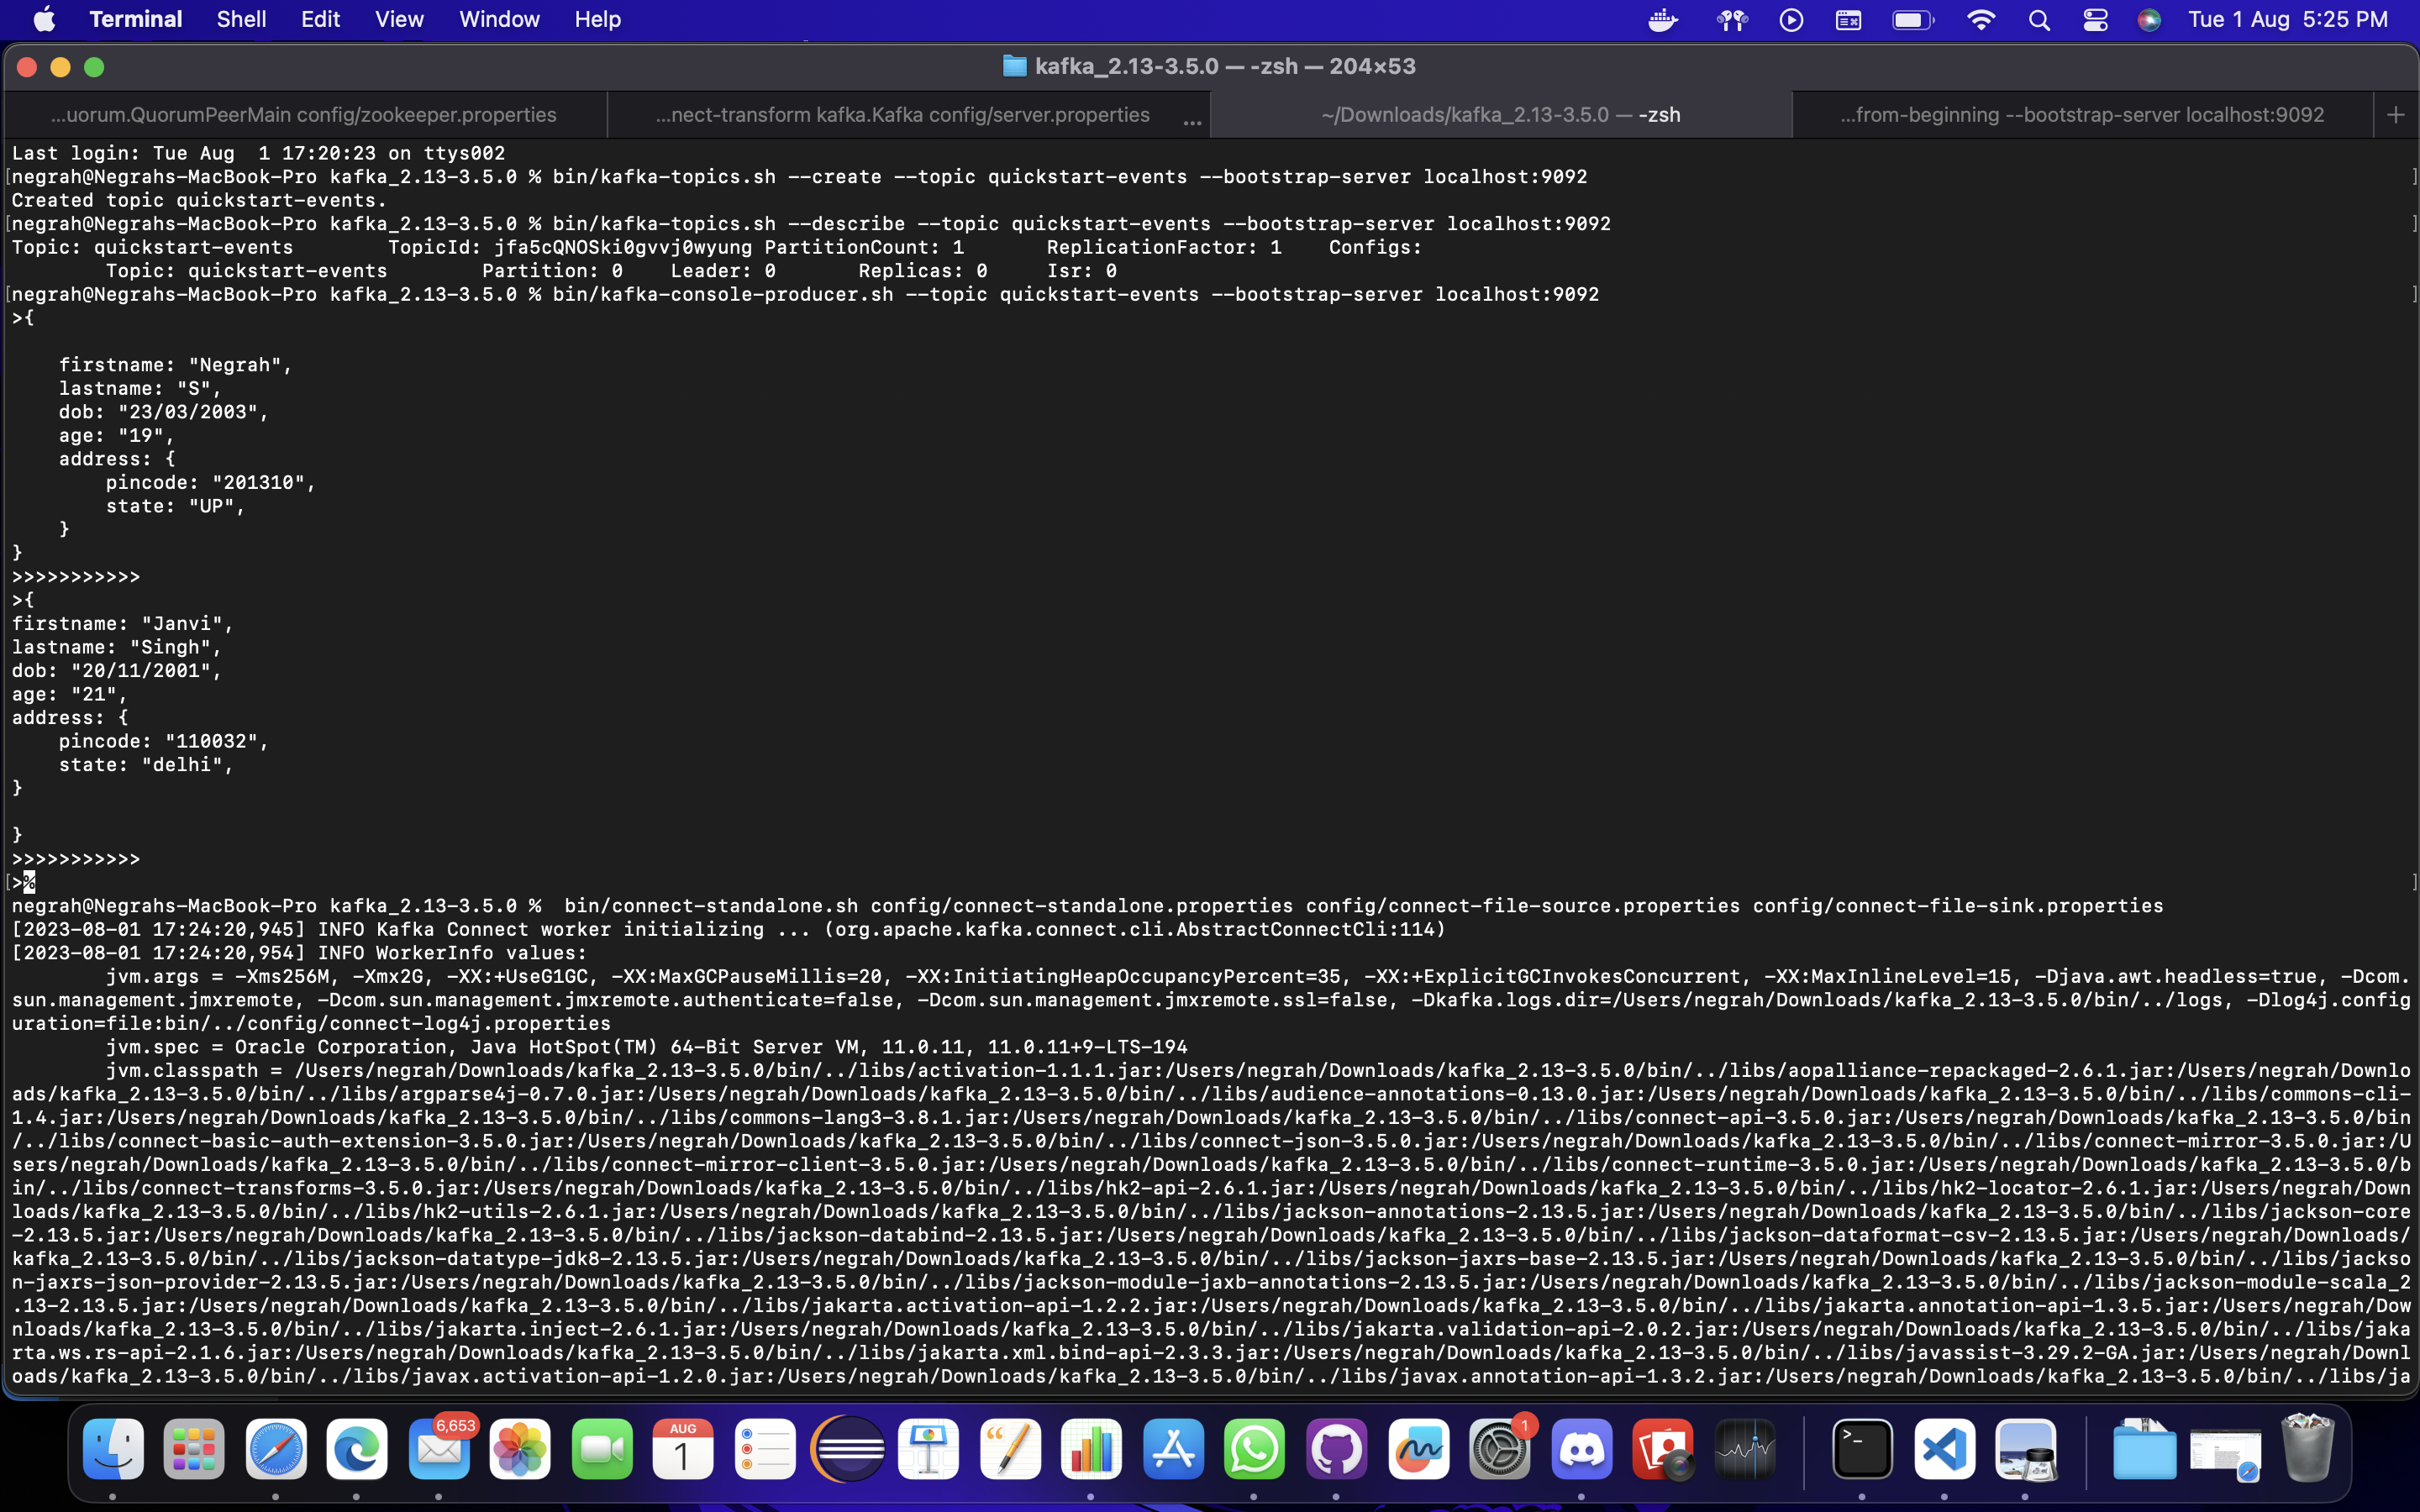 Terminal Shell Edit View Window Help Tue 1 Aug 5:25 PM
kafka_2.13-3.5.0 — -zsh — 204×53
...uorum.QuorumPeerMain config/zookeeper.properties ...nect-transform kafka.Kafka config/server.properties ... ~/Downloads/kafka_2.13-3.5.0 — -zsh ...from-beginning --bootstrap-server localhost:9092 +
Last login: Tue Aug  1 17:20:23 on ttys002
[negrah@Negrahs-MacBook-Pro kafka_2.13-3.5.0 % bin/kafka-topics.sh --create --topic quickstart-events --bootstrap-server localhost:9092 ]
Created topic quickstart-events.
[negrah@Negrahs-MacBook-Pro kafka_2.13-3.5.0 % bin/kafka-topics.sh --describe --topic quickstart-events --bootstrap-server localhost:9092 ]
Topic: quickstart-events        TopicId: jfa5cQNOSki0gvvj0wyung PartitionCount: 1       ReplicationFactor: 1    Configs:
        Topic: quickstart-events        Partition: 0    Leader: 0       Replicas: 0     Isr: 0
[negrah@Negrahs-MacBook-Pro kafka_2.13-3.5.0 % bin/kafka-console-producer.sh --topic quickstart-events --bootstrap-server localhost:9092 ]
>{
    firstname: "Negrah",
    lastname: "S",
    dob: "23/03/2003",
    age: "19",
    address: {
        pincode: "201310",
        state: "UP",
    }
}
>>>>>>>>>>>
>{
firstname: "Janvi",
lastname: "Singh",
dob: "20/11/2001",
age: "21",
address: {
    pincode: "110032",
    state: "delhi",
}
}
>>>>>>>>>>>
[>% ]
negrah@Negrahs-MacBook-Pro kafka_2.13-3.5.0 %  bin/connect-standalone.sh config/connect-standalone.properties config/connect-file-source.properties config/connect-file-sink.properties
[2023-08-01 17:24:20,945] INFO Kafka Connect worker initializing ... (org.apache.kafka.connect.cli.AbstractConnectCli:114)
[2023-08-01 17:24:20,954] INFO WorkerInfo values:
        jvm.args = -Xms256M, -Xmx2G, -XX:+UseG1GC, -XX:MaxGCPauseMillis=20, -XX:InitiatingHeapOccupancyPercent=35, -XX:+ExplicitGCInvokesConcurrent, -XX:MaxInlineLevel=15, -Djava.awt.headless=true, -Dcom.
sun.management.jmxremote, -Dcom.sun.management.jmxremote.authenticate=false, -Dcom.sun.management.jmxremote.ssl=false, -Dkafka.logs.dir=/Users/negrah/Downloads/kafka_2.13-3.5.0/bin/../logs, -Dlog4j.config
uration=file:bin/../config/connect-log4j.properties
        jvm.spec = Oracle Corporation, Java HotSpot(TM) 64-Bit Server VM, 11.0.11, 11.0.11+9-LTS-194
        jvm.classpath = /Users/negrah/Downloads/kafka_2.13-3.5.0/bin/../libs/activation-1.1.1.jar:/Users/negrah/Downloads/kafka_2.13-3.5.0/bin/../libs/aopalliance-repackaged-2.6.1.jar:/Users/negrah/Downlo
ads/kafka_2.13-3.5.0/bin/../libs/argparse4j-0.7.0.jar:/Users/negrah/Downloads/kafka_2.13-3.5.0/bin/../libs/audience-annotations-0.13.0.jar:/Users/negrah/Downloads/kafka_2.13-3.5.0/bin/../libs/commons-cli-
1.4.jar:/Users/negrah/Downloads/kafka_2.13-3.5.0/bin/../libs/commons-lang3-3.8.1.jar:/Users/negrah/Downloads/kafka_2.13-3.5.0/bin/../libs/connect-api-3.5.0.jar:/Users/negrah/Downloads/kafka_2.13-3.5.0/bin
/../libs/connect-basic-auth-extension-3.5.0.jar:/Users/negrah/Downloads/kafka_2.13-3.5.0/bin/../libs/connect-json-3.5.0.jar:/Users/negrah/Downloads/kafka_2.13-3.5.0/bin/../libs/connect-mirror-3.5.0.jar:/U
sers/negrah/Downloads/kafka_2.13-3.5.0/bin/../libs/connect-mirror-client-3.5.0.jar:/Users/negrah/Downloads/kafka_2.13-3.5.0/bin/../libs/connect-runtime-3.5.0.jar:/Users/negrah/Downloads/kafka_2.13-3.5.0/b
in/../libs/connect-transforms-3.5.0.jar:/Users/negrah/Downloads/kafka_2.13-3.5.0/bin/../libs/hk2-api-2.6.1.jar:/Users/negrah/Downloads/kafka_2.13-3.5.0/bin/../libs/hk2-locator-2.6.1.jar:/Users/negrah/Down
loads/kafka_2.13-3.5.0/bin/../libs/hk2-utils-2.6.1.jar:/Users/negrah/Downloads/kafka_2.13-3.5.0/bin/../libs/jackson-annotations-2.13.5.jar:/Users/negrah/Downloads/kafka_2.13-3.5.0/bin/../libs/jackson-core
-2.13.5.jar:/Users/negrah/Downloads/kafka_2.13-3.5.0/bin/../libs/jackson-databind-2.13.5.jar:/Users/negrah/Downloads/kafka_2.13-3.5.0/bin/../libs/jackson-dataformat-csv-2.13.5.jar:/Users/negrah/Downloads/
kafka_2.13-3.5.0/bin/../libs/jackson-datatype-jdk8-2.13.5.jar:/Users/negrah/Downloads/kafka_2.13-3.5.0/bin/../libs/jackson-jaxrs-base-2.13.5.jar:/Users/negrah/Downloads/kafka_2.13-3.5.0/bin/../libs/jackso
n-jaxrs-json-provider-2.13.5.jar:/Users/negrah/Downloads/kafka_2.13-3.5.0/bin/../libs/jackson-module-jaxb-annotations-2.13.5.jar:/Users/negrah/Downloads/kafka_2.13-3.5.0/bin/../libs/jackson-module-scala_2
.13-2.13.5.jar:/Users/negrah/Downloads/kafka_2.13-3.5.0/bin/../libs/jakarta.activation-api-1.2.2.jar:/Users/negrah/Downloads/kafka_2.13-3.5.0/bin/../libs/jakarta.annotation-api-1.3.5.jar:/Users/negrah/Dow
nloads/kafka_2.13-3.5.0/bin/../libs/jakarta.inject-2.6.1.jar:/Users/negrah/Downloads/kafka_2.13-3.5.0/bin/../libs/jakarta.validation-api-2.0.2.jar:/Users/negrah/Downloads/kafka_2.13-3.5.0/bin/../libs/jaka
rta.ws.rs-api-2.1.6.jar:/Users/negrah/Downloads/kafka_2.13-3.5.0/bin/../libs/jakarta.xml.bind-api-2.3.3.jar:/Users/negrah/Downloads/kafka_2.13-3.5.0/bin/../libs/javassist-3.29.2-GA.jar:/Users/negrah/Downl
oads/kafka_2.13-3.5.0/bin/../libs/javax.activation-api-1.2.0.jar:/Users/negrah/Downloads/kafka_2.13-3.5.0/bin/../libs/javax.annotation-api-1.3.2.jar:/Users/negrah/Downloads/kafka_2.13-3.5.0/bin/../libs/ja
6,653
AUG
1
1
>_